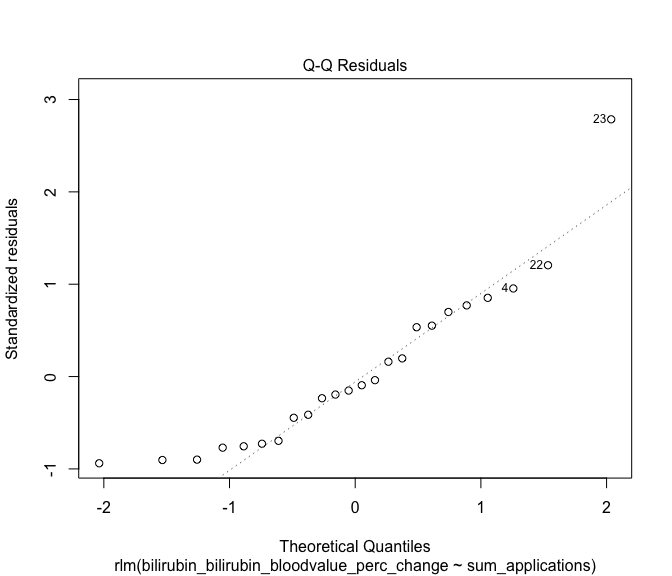 Q-Q Residuals
Standardized residuals
3
2
1
0
-1
23
22
4
-2 -1 0 1 2
Theoretical Quantiles
rlm(bilirubin_bilirubin_bloodvalue_perc_change ~ sum_applications)